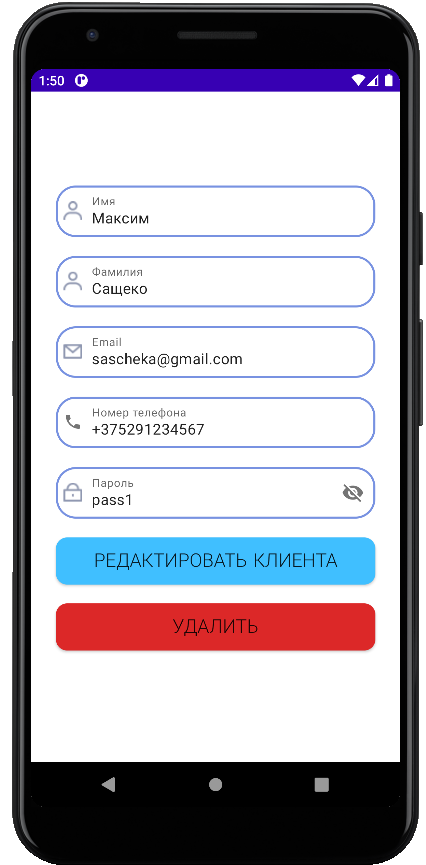 1:50
Имя
Максим
Фамилия
Сащеко
Email
sascheka@gmail.com
Номер телефона
+375291234567
Пароль
pass1
РЕДАКТИРОВАТЬ КЛИЕНТА
УДАЛИТЬ